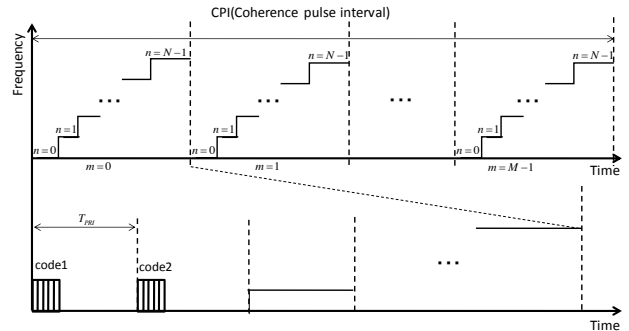 CPI(Coherence pulse interval)
Frequency
n=N−1
n=N−1
n=N−1
n=1
n=1
n=1
n=0
n=0
n=0
m=0
m=1
m=M−1
Time
T_PRI
code1
code2
Time